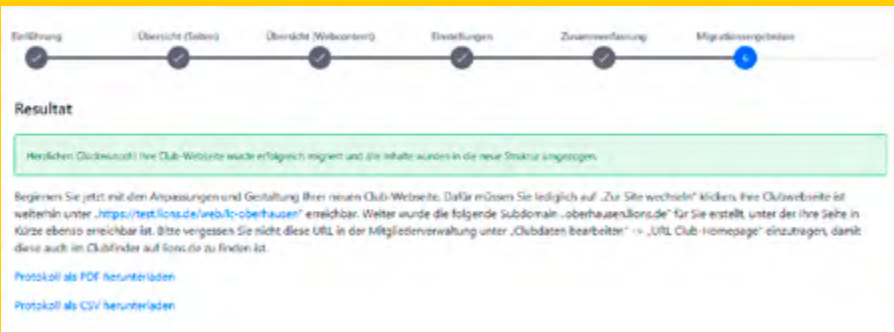 Einführung Übersicht (Seiten) Übersicht (Webcontent) Einstellungen Zusammenfassung Migrationsergebnisse
6
Resultat
Herzlichen Glückwunsch! Ihre Club-Webseite wurde erfolgreich migriert und alle Inhalte wurden in die neue Struktur umgezogen.
Beginnen Sie jetzt mit den Anpassungen und Gestaltung Ihrer neuen Club-Webseite. Dafür müssen Sie lediglich auf „Zur Site wechseln“ klicken. Ihre Clubwebseite ist
weiterhin unter „https://test.lions.de/web/lc-oberhausen“ erreichbar. Weiter wurde die folgende Subdomain „oberhausen.lions.de“ für Sie erstellt, unter der Ihre Seite in
Kürze ebenso erreichbar ist. Bitte vergessen Sie nicht diese URL in der Mitgliederverwaltung unter „Clubdaten bearbeiten“ -> „URL Club-Homepage“ einzutragen, damit
diese auch im Clubfinder auf lions.de zu finden ist.
Protokoll als PDF herunterladen
Protokoll als CSV herunterladen